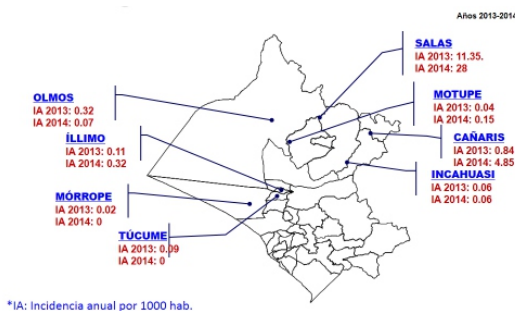 Años 2013-2014
SALAS
IA 2013: 11.35.
IA 2014: 28
MOTUPE
IA 2013: 0.04
IA 2014: 0.15
OLMOS
IA 2013: 0.32
IA 2014: 0.07
ÍLLIMO
IA 2013: 0.11
IA 2014: 0.32
CAÑARIS
IA 2013: 0.84
IA 2014: 4.85
INCAHUASI
IA 2013: 0.06
IA 2014: 0.06
MÓRROPE
IA 2013: 0.02
IA 2014: 0
TÚCUME
IA 2013: 0.09
IA 2014: 0
*IA: Incidencia anual por 1000 hab.